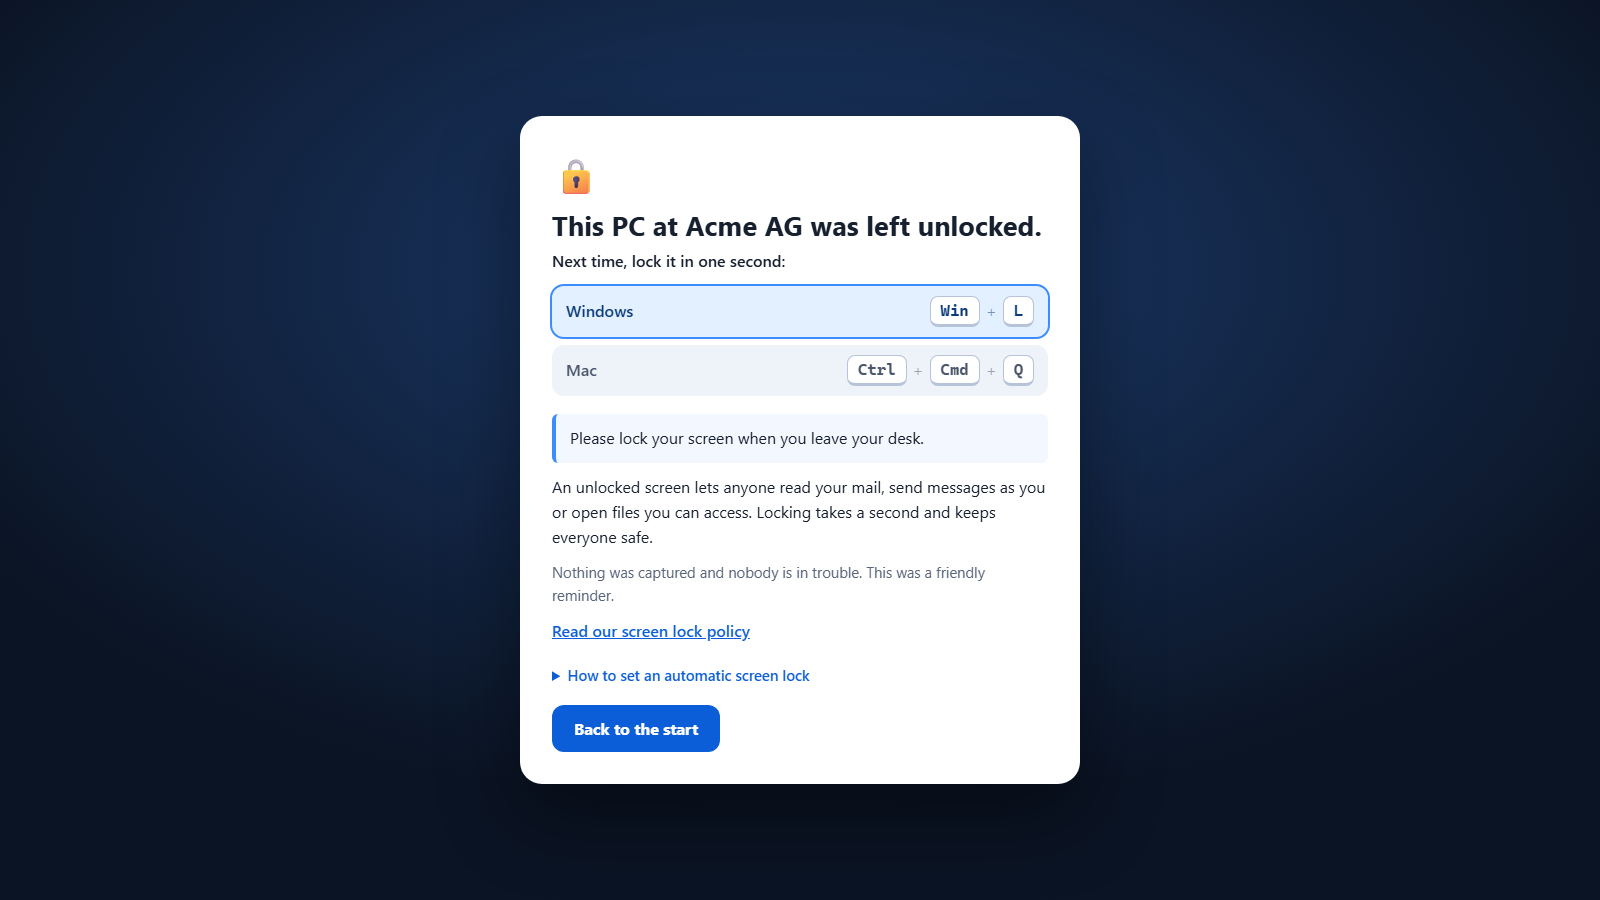 This PC at Acme AG was left unlocked.
Next time, lock it in one second:
Windows Win + L
Mac Ctrl + Cmd + Q
Please lock your screen when you leave your desk.
An unlocked screen lets anyone read your mail, send messages as you
or open files you can access. Locking takes a second and keeps
everyone safe.
Nothing was captured and nobody is in trouble. This was a friendly
reminder.
Read our screen lock policy
How to set an automatic screen lock
Back to the start